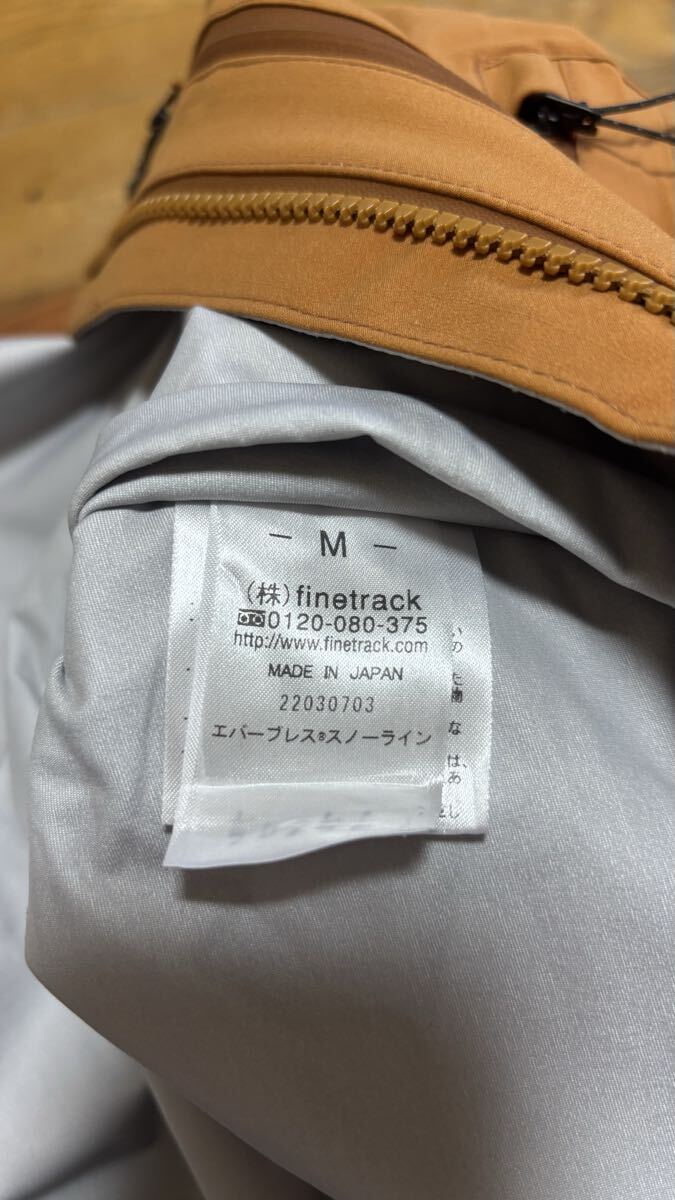 - M -
(株)finetrack
0120-080-375
http://www.finetrack.com
MADE IN JAPAN
22030703
エバーブレス®スノーライン